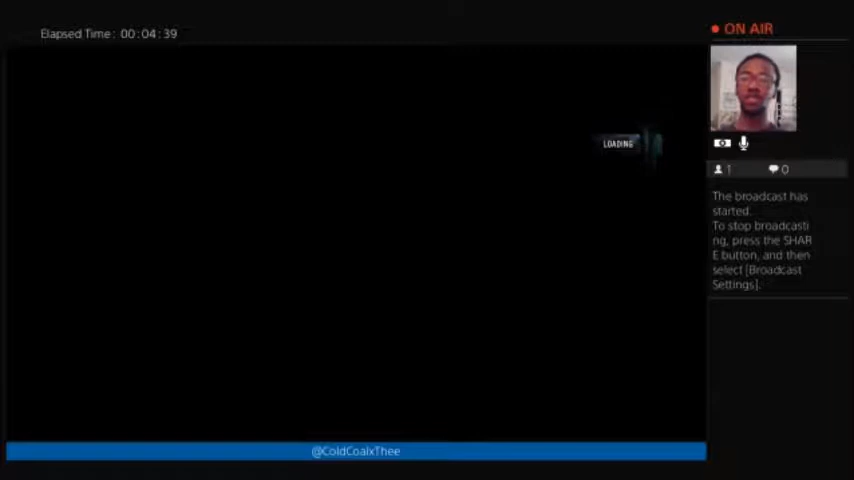 Elapsed Time: 00:04:39
ON AIR
LOADING
1 0
The broadcast has
started.
To stop broadcasti
ng, press the SHAR
E button, and then
select [Broadcast
Settings].
@ColdCoalxThee